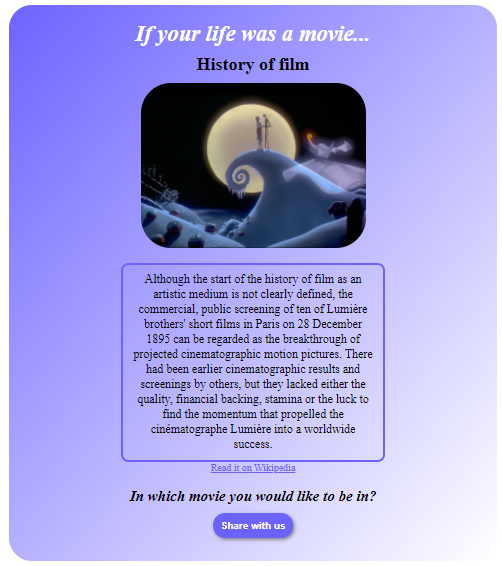 If your life was a movie...
History of film
Although the start of the history of film as an
artistic medium is not clearly defined, the
commercial, public screening of ten of Lumière
brothers' short films in Paris on 28 December
1895 can be regarded as the breakthrough of
projected cinematographic motion pictures. There
had been earlier cinematographic results and
screenings by others, but they lacked either the
quality, financial backing, stamina or the luck to
find the momentum that propelled the
cinématographe Lumière into a worldwide
success.
Read it on Wikipedia
In which movie you would like to be in?
Share with us